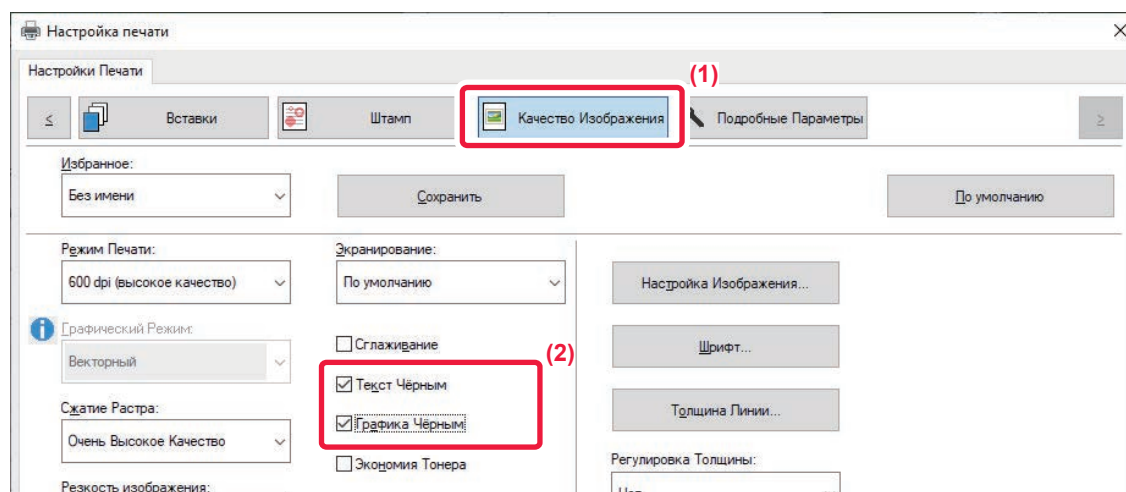 Настройка печати
Настройки Печати
(1)
<
Вставки
Штамп
Качество Изображения
Подробные Параметры
>
Избранное:
Без имени
Сохранить
По умолчанию
Режим Печати:
600 dpi (высокое качество)
Экранирование:
По умолчанию
Настройка Изображения...
Графический Режим:
Векторный
Сглаживание
(2)
Шрифт...
Текст Чёрным
Сжатие Растра:
Очень Высокое Качество
Графика Чёрным
Толщина Линии...
Экономия Тонера
Регулировка Толщины:
Резкость изображения: